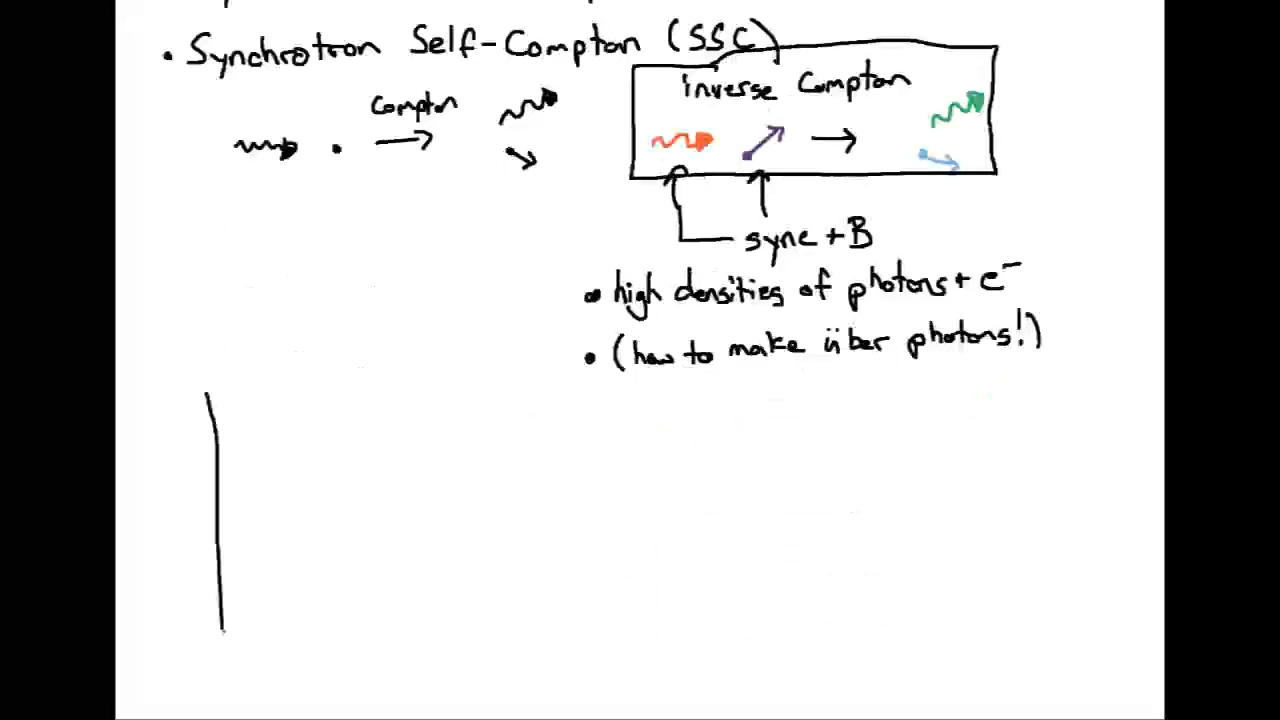 • Synchrotron Self-Compton (SSC)
Compton
inverse Compton
sync + B
• high densities of photons + e⁻
• (how to make über photons!)